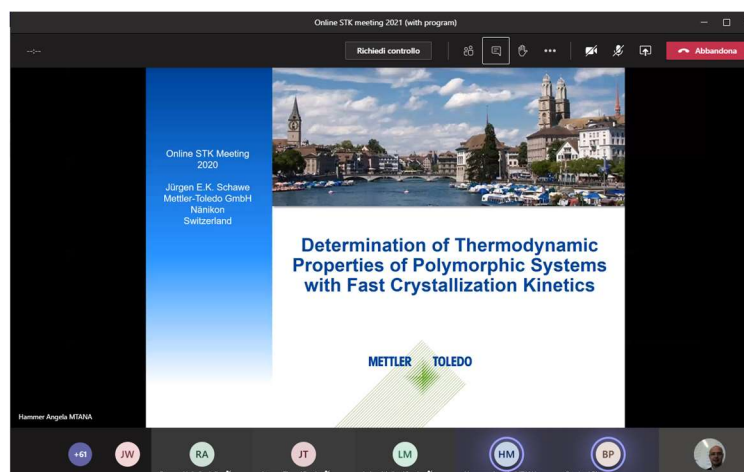 Online STK meeting 2021 (with program)
--:--
Richiedi controllo
Abbandona
Online STK Meeting
2020
Jürgen E.K. Schawe
Mettler-Toledo GmbH
Nänikon
Switzerland
Determination of Thermodynamic
Properties of Polymorphic Systems
with Fast Crystallization Kinetics
METTLER TOLEDO
Hammer Angela MTANA
+61
JW
RA
JT
LM
HM
BP